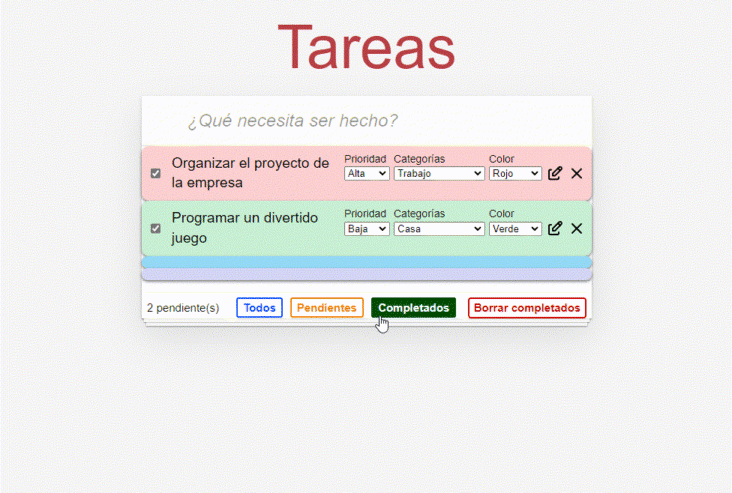 Tareas
¿Qué necesita ser hecho?
Prioridad Categorías Color
Organizar el proyecto de
la empresa
Alta Trabajo Rojo
Prioridad Categorías Color
Programar un divertido
juego
Baja Casa Verde
2 pendiente(s) Todos Pendientes Completados Borrar completados